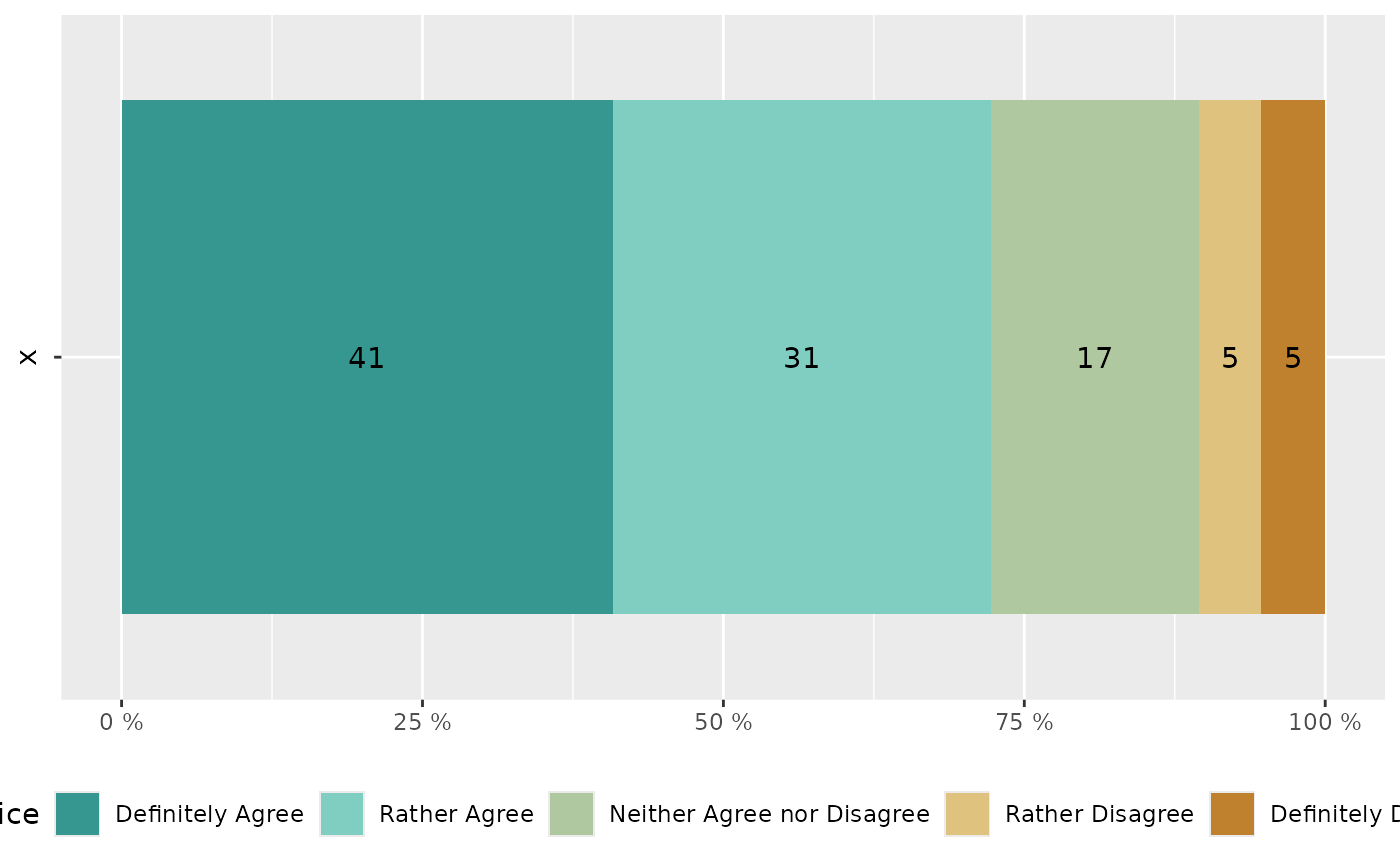 x
41 31 17 5 5
0 % 25 % 50 % 75 % 100 %
ice Definitely Agree Rather Agree Neither Agree nor Disagree Rather Disagree Definitely D